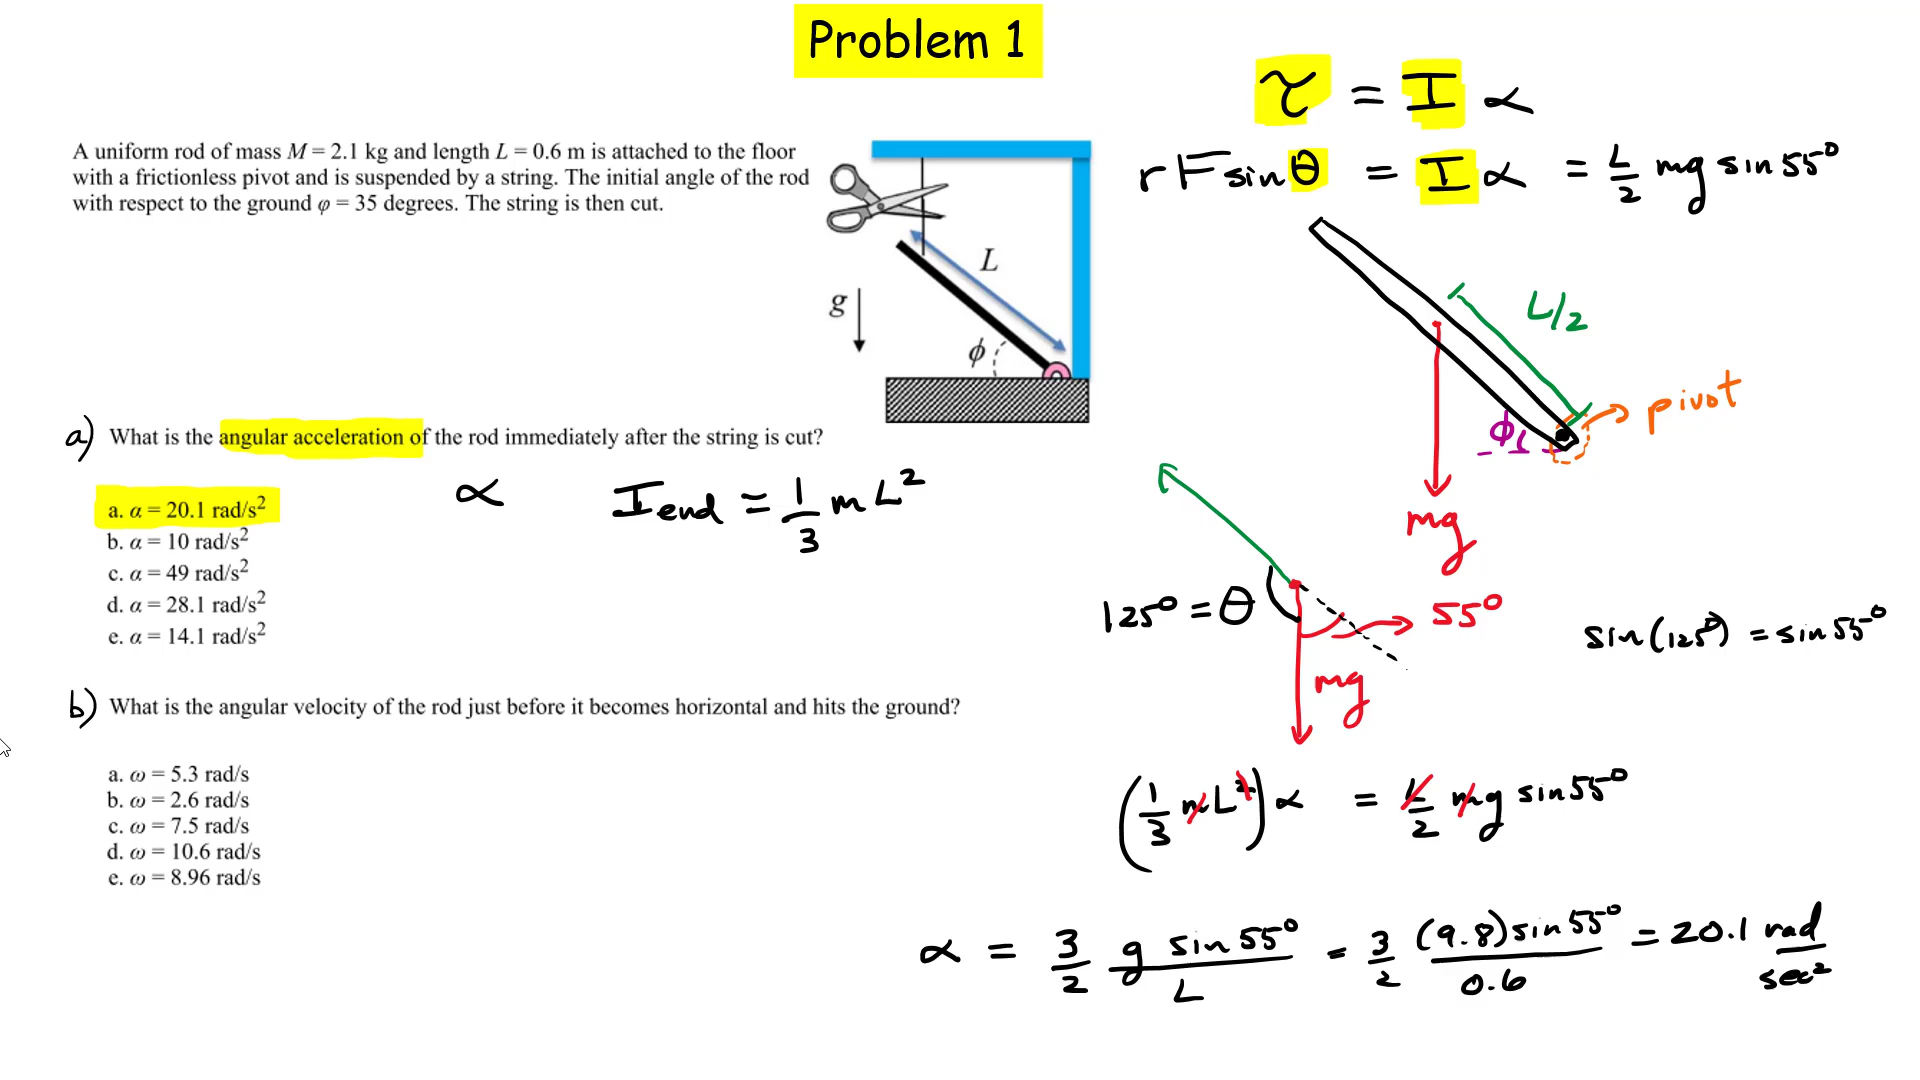 Problem 1
A uniform rod of mass M = 2.1 kg and length L = 0.6 m is attached to the floor
with a frictionless pivot and is suspended by a string. The initial angle of the rod
with respect to the ground φ = 35 degrees. The string is then cut.
L
g
ϕ
τ = I α
r F sin θ = I α = L/2 mg sin 55°
L/2
pivot
ϕ
mg
a) What is the angular acceleration of the rod immediately after the string is cut?
α
I end = 1/3 m L²
a. α = 20.1 rad/s²
b. α = 10 rad/s²
c. α = 49 rad/s²
d. α = 28.1 rad/s²
e. α = 14.1 rad/s²
125° = θ
55°
mg
sin(125°) = sin 55°
b) What is the angular velocity of the rod just before it becomes horizontal and hits the ground?
a. ω = 5.3 rad/s
b. ω = 2.6 rad/s
c. ω = 7.5 rad/s
d. ω = 10.6 rad/s
e. ω = 8.96 rad/s
(1/3 m L²) α = L/2 mg sin 55°
α = 3/2 g sin 55°/L = 3/2 (9.8) sin 55°/0.6 = 20.1 rad/sec²